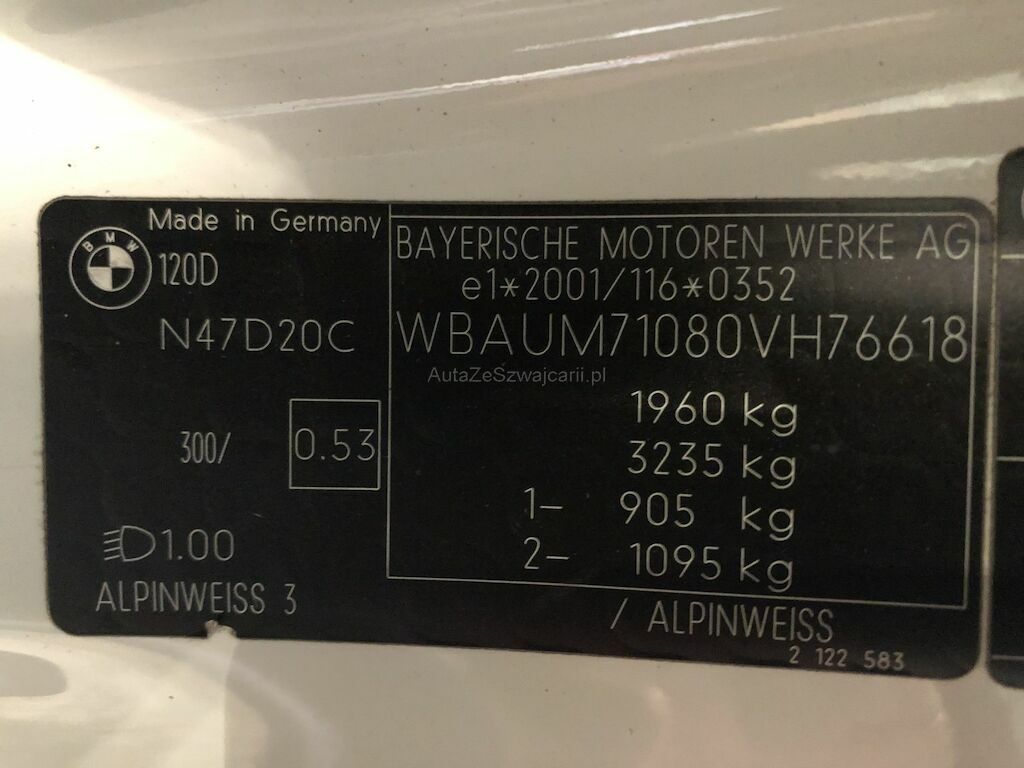 Made in Germany
BMW
120D
N47D20C
300/
0.53
1.00
ALPINWEISS 3
BAYERISCHE MOTOREN WERKE AG
e1*2001/116*0352
WBAUM71080VH76618
AutaZeSzwajcarii.pl
1960 kg
3235 kg
1- 905 kg
2- 1095 kg
/ ALPINWEISS
2 122 583